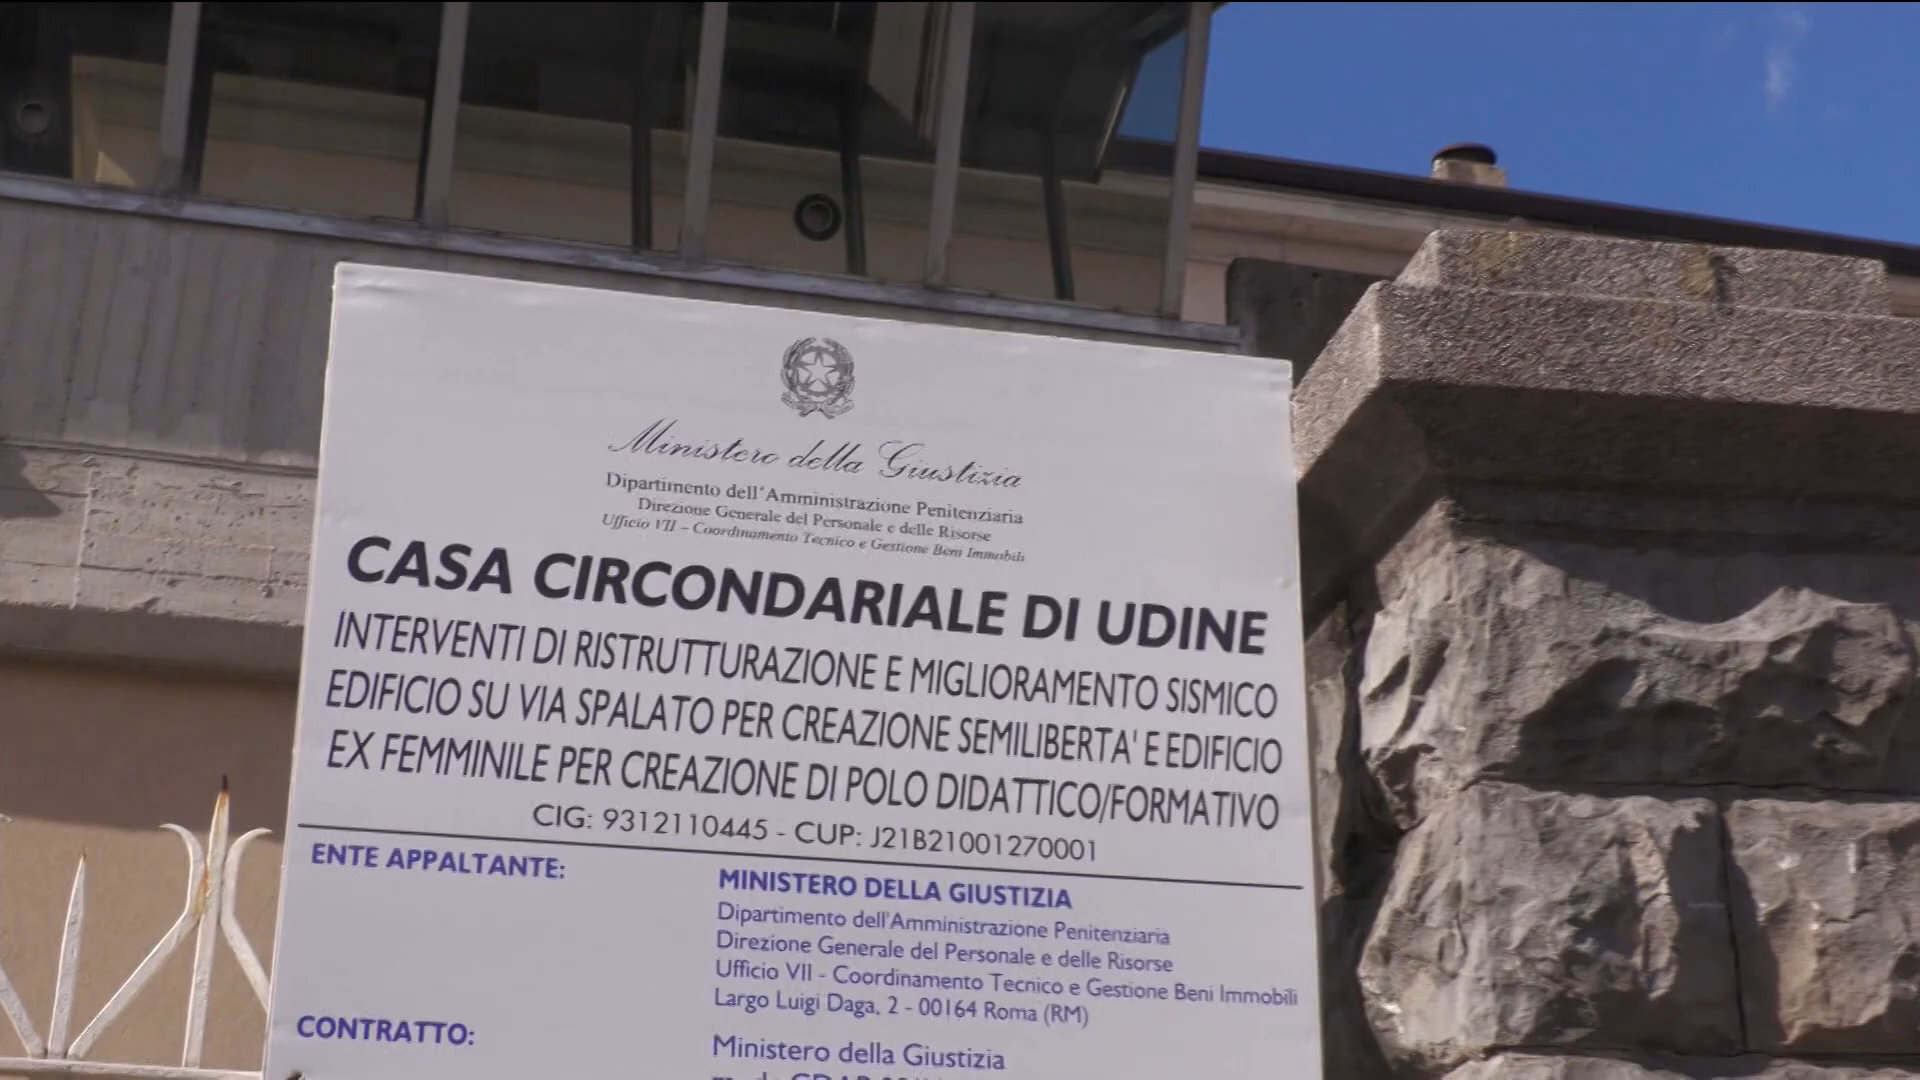 Ministero della Giustizia
Dipartimento dell'Amministrazione Penitenziaria
Direzione Generale del Personale e delle Risorse
Ufficio VII – Coordinamento Tecnico e Gestione Beni Immobili
CASA CIRCONDARIALE DI UDINE
INTERVENTI DI RISTRUTTURAZIONE E MIGLIORAMENTO SISMICO
EDIFICIO SU VIA SPALATO PER CREAZIONE SEMILIBERTA' E EDIFICIO
EX FEMMINILE PER CREAZIONE DI POLO DIDATTICO/FORMATIVO
CIG: 9312110445 - CUP: J21B21001270001
ENTE APPALTANTE:
MINISTERO DELLA GIUSTIZIA
Dipartimento dell'Amministrazione Penitenziaria
Direzione Generale del Personale e delle Risorse
Ufficio VII - Coordinamento Tecnico e Gestione Beni Immobili
Largo Luigi Daga, 2 - 00164 Roma (RM)
CONTRATTO:
Ministero della Giustizia